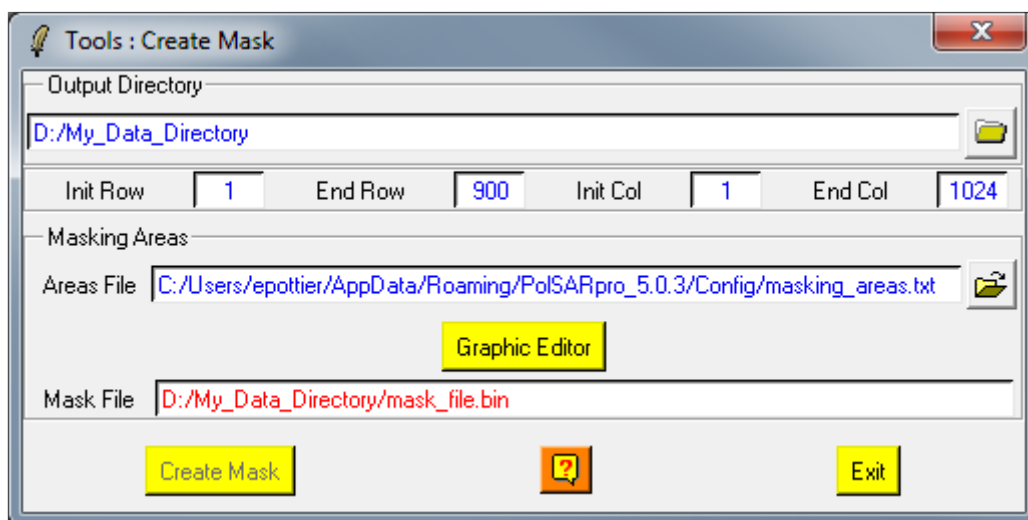 Tools : Create Mask
x
Output Directory
D:/My_Data_Directory
Init Row 1 End Row 900 Init Col 1 End Col 1024
Masking Areas
Areas File C:/Users/epottier/AppData/Roaming/PolSARpro_5.0.3/Config/masking_areas.txt
Graphic Editor
Mask File D:/My_Data_Directory/mask_file.bin
Create Mask ? Exit